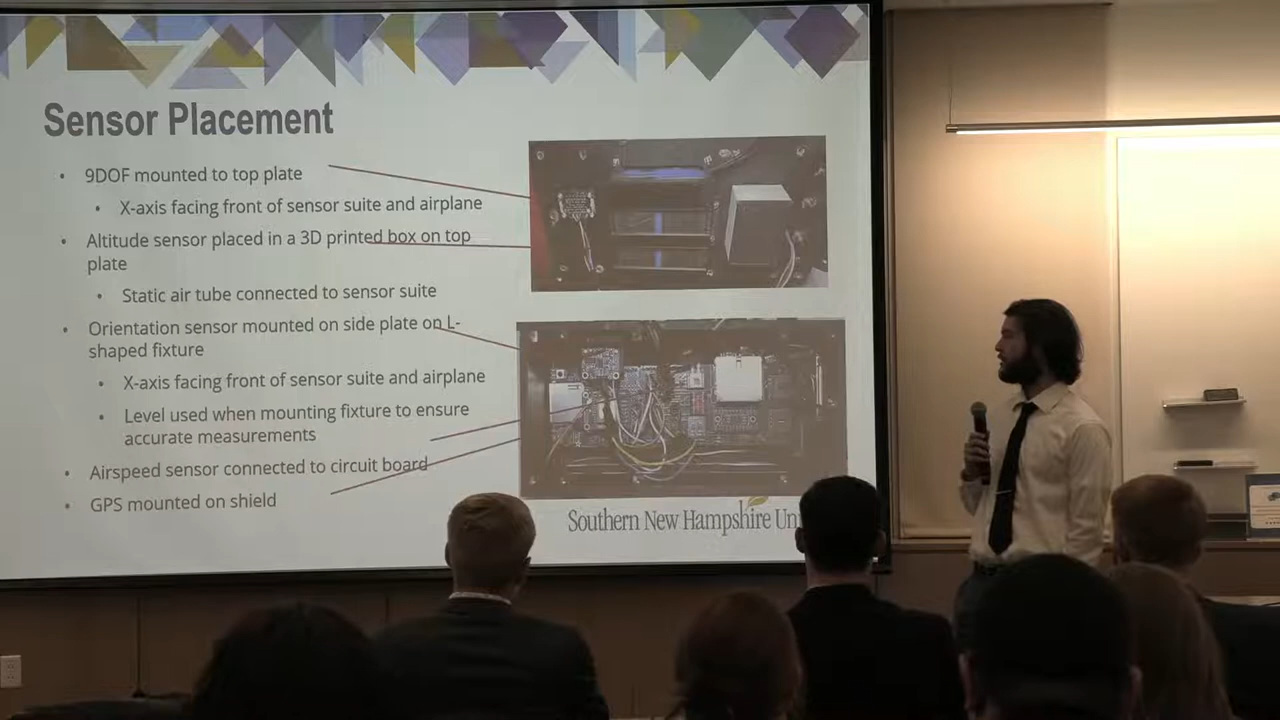 Sensor Placement
9DOF mounted to top plate
X-axis facing front of sensor suite and airplane
Altitude sensor placed in a 3D printed box on top
plate
Static air tube connected to sensor suite
Orientation sensor mounted on side plate on L-
shaped fixture
X-axis facing front of sensor suite and airplane
Level used when mounting fixture to ensure
accurate measurements
Airspeed sensor connected to circuit board
GPS mounted on shield
Southern New Hampshire Un